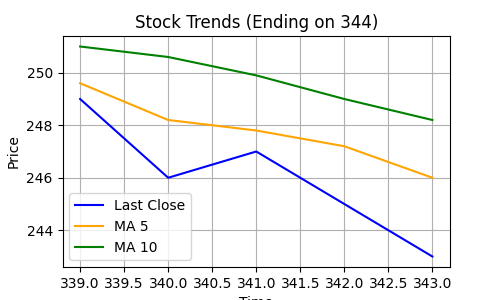 Stock Trends (Ending on 344)
250
248
246
244
Price
Last Close
MA 5
MA 10
339.0 339.5 340.0 340.5 341.0 341.5 342.0 342.5 343.0
Time